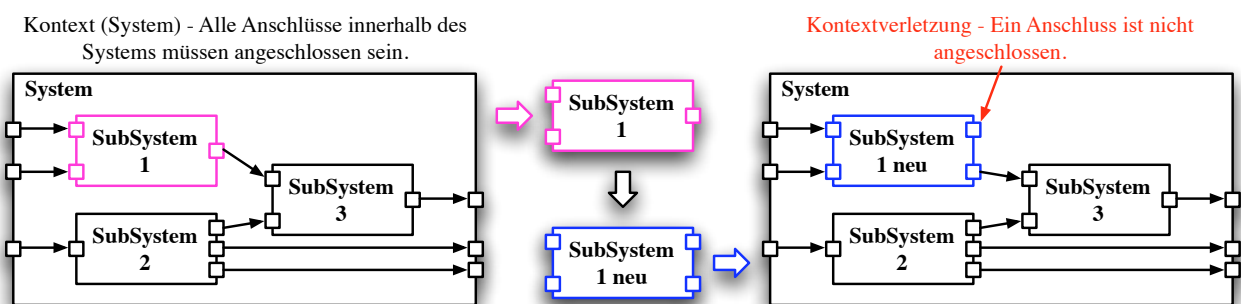 Kontext (System) - Alle Anschlüsse innerhalb des
Systems müssen angeschlossen sein.
System
SubSystem
1
SubSystem
2
SubSystem
3
SubSystem
1
SubSystem
1 neu
Kontextverletzung - Ein Anschluss ist nicht
angeschlossen.
System
SubSystem
1 neu
SubSystem
2
SubSystem
3